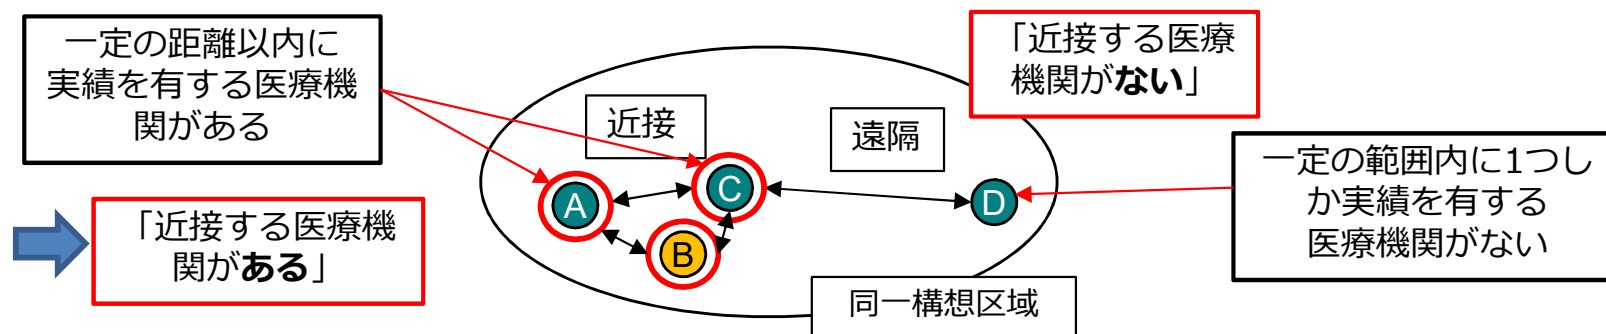 一定の距離以内に
実績を有する医療機
関がある
「近接する医療機
関がある」
近接
遠隔
A
B
C
D
同一構想区域
「近接する医療
機関がない」
一定の範囲内に1つし
か実績を有する
医療機関がない